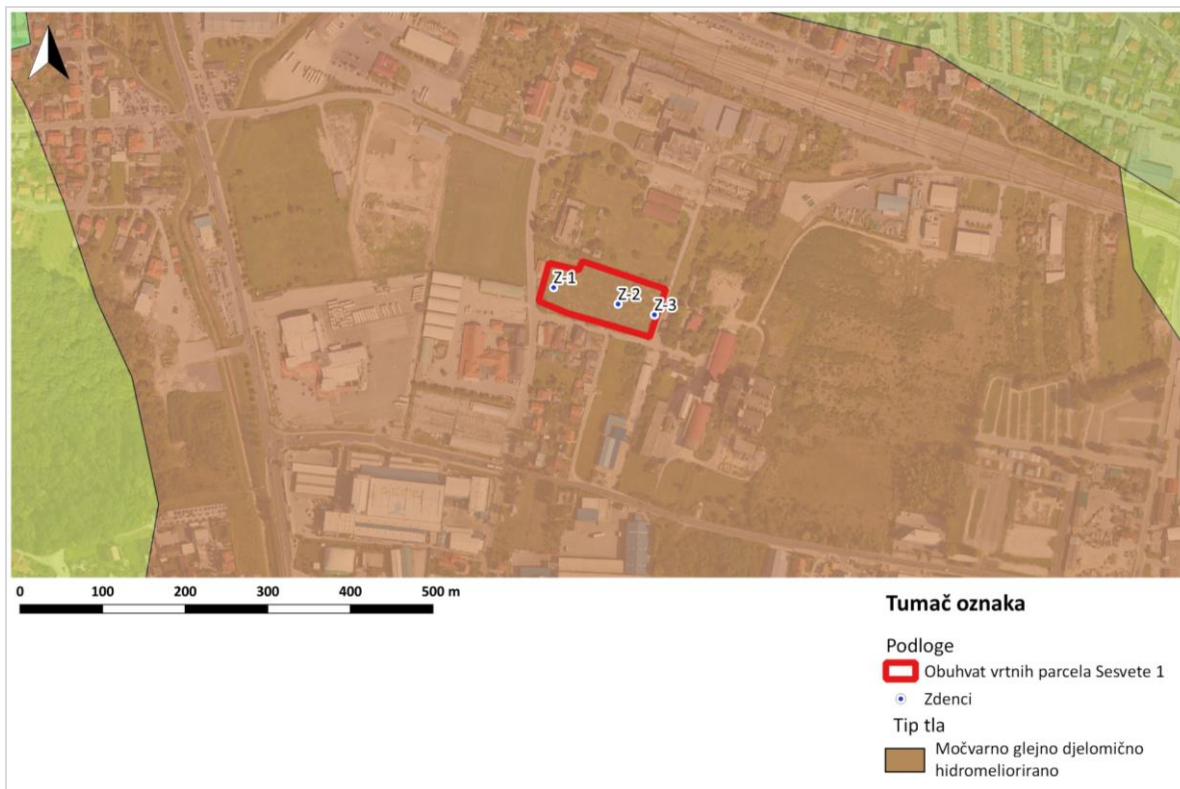 Z-1
Z-2
Z-3
0 100 200 300 400 500 m
Tumač oznaka
Podloge
Obuhvat vrtnih parcela Sesvete 1
Zdenci
Tip tla
Močvarno glejno djelomično
hidromeliorirano